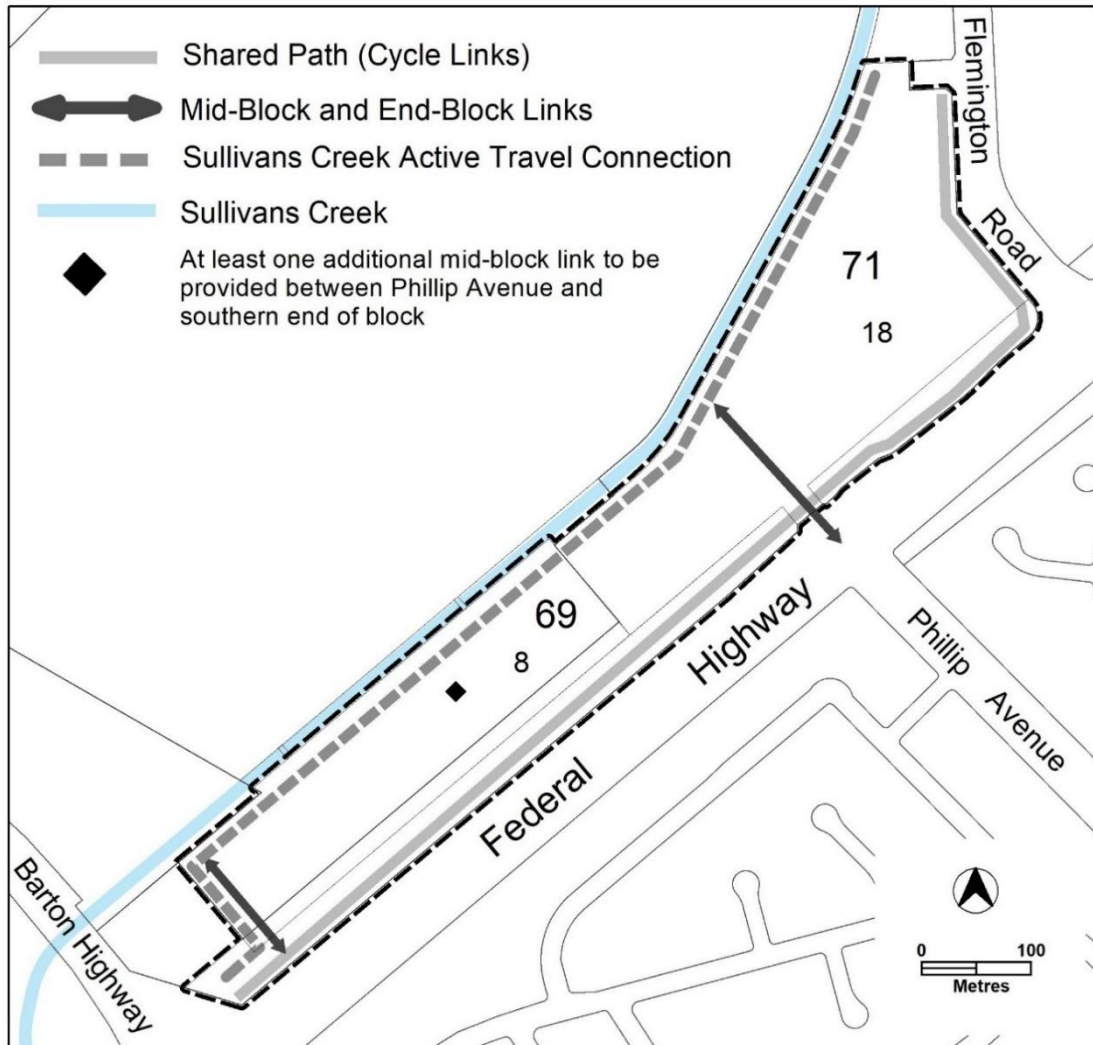 Shared Path (Cycle Links)
Mid-Block and End-Block Links
Sullivans Creek Active Travel Connection
Sullivans Creek
At least one additional mid-block link to be
provided between Phillip Avenue and
southern end of block
Flemington
Road
71
18
69
8
Federal
Highway
Phillip
Avenue
Barton Highway
0 100
Metres